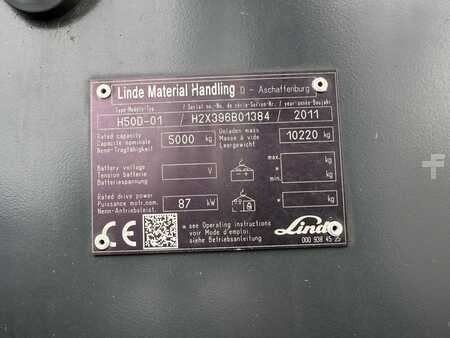 Linde Material Handling D - Aschaffenburg
Type-Modele-Typ / Serial no.-No. de série-Serien-Nr. / year-année-Baujahr
H50D-01 / H2X396B01384 / 2011
Rated capacity
Capacité nominale 5000 kg
Nenn-Tragfähigkeit
Unladen mass
Masse à vide 10220 kg
Leergewicht
Battery voltage
Tension batterie V
Batteriespannung
max. kg
*
min. kg
Rated drive power
Puissance motr.nom. 87 kW
Nenn-Antriebsleist.
* kg
CE
* see Operating instructions
voir Mode d'emploi
siehe Betriebsanleitung
Linde
000 938 45 25